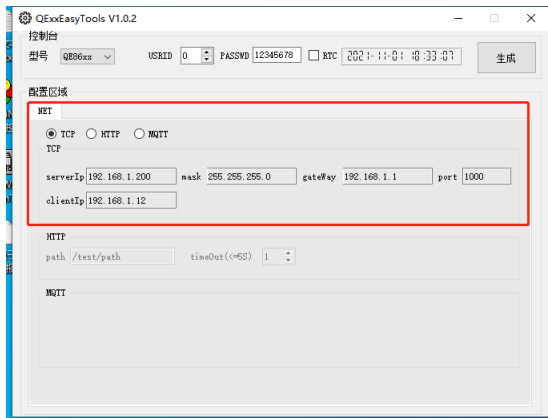 QExxEasyTools V1.0.2
控制台
型号 QE86xx USRID 0 PASSWD 12345678 RTC 2021-11-01 18:33:07 生成
配置区域
NET
TCP HTTP MQTT
TCP
serverIp 192.168.1.200 mask 255.255.255.0 gateWay 192.168.1.1 port 1000
clientIp 192.168.1.12
HTTP
path /test/path timeOut(<=5S) 1
MQTT